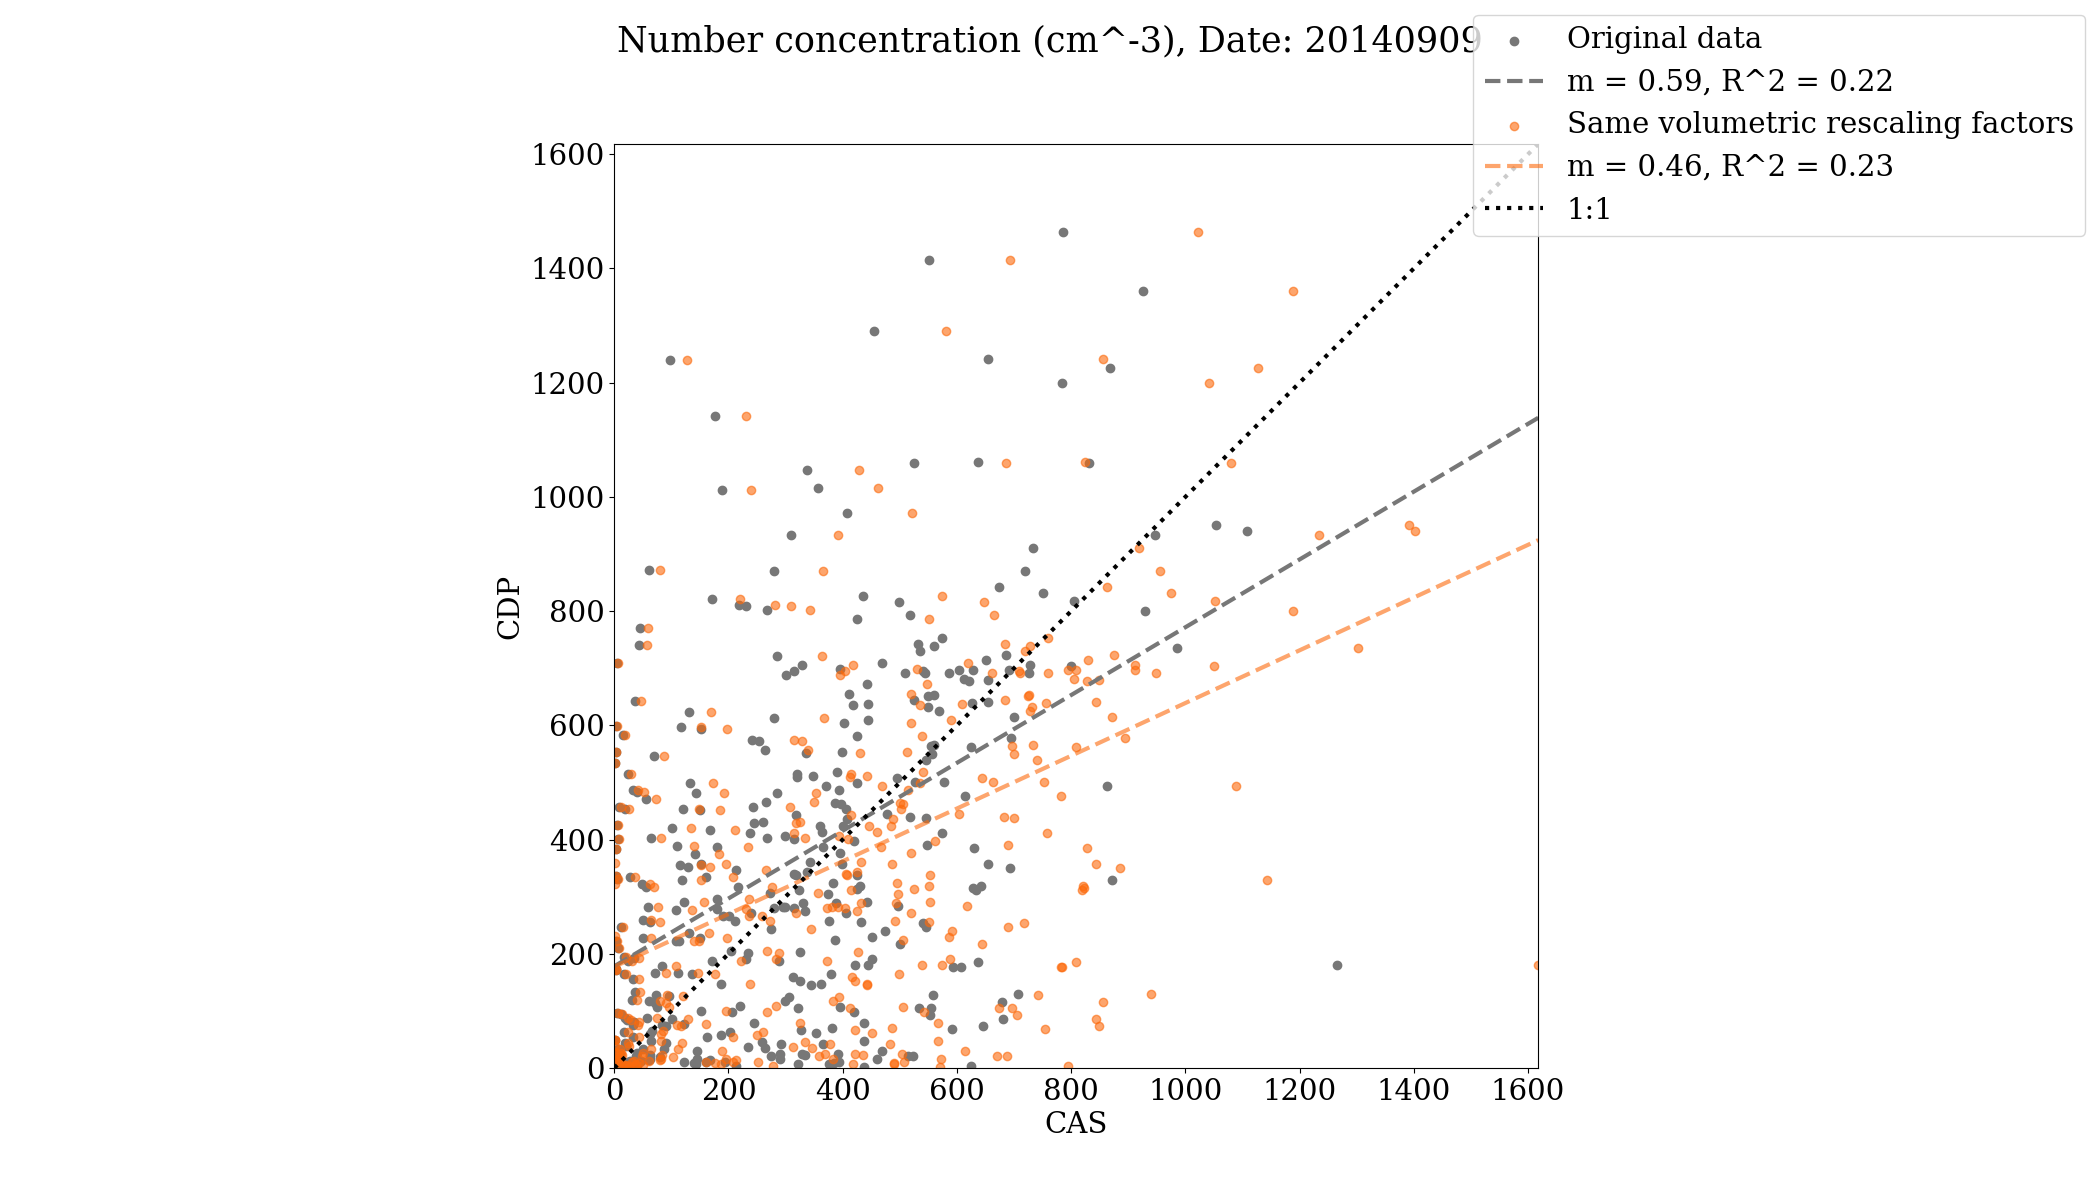 Number concentration (cm^-3), Date: 20140909
Original data
m = 0.59, R^2 = 0.22
Same volumetric rescaling factors
m = 0.46, R^2 = 0.23
1:1
1600
1400
1200
1000
800
600
400
200
0
CDP
0 200 400 600 800 1000 1200 1400 1600
CAS